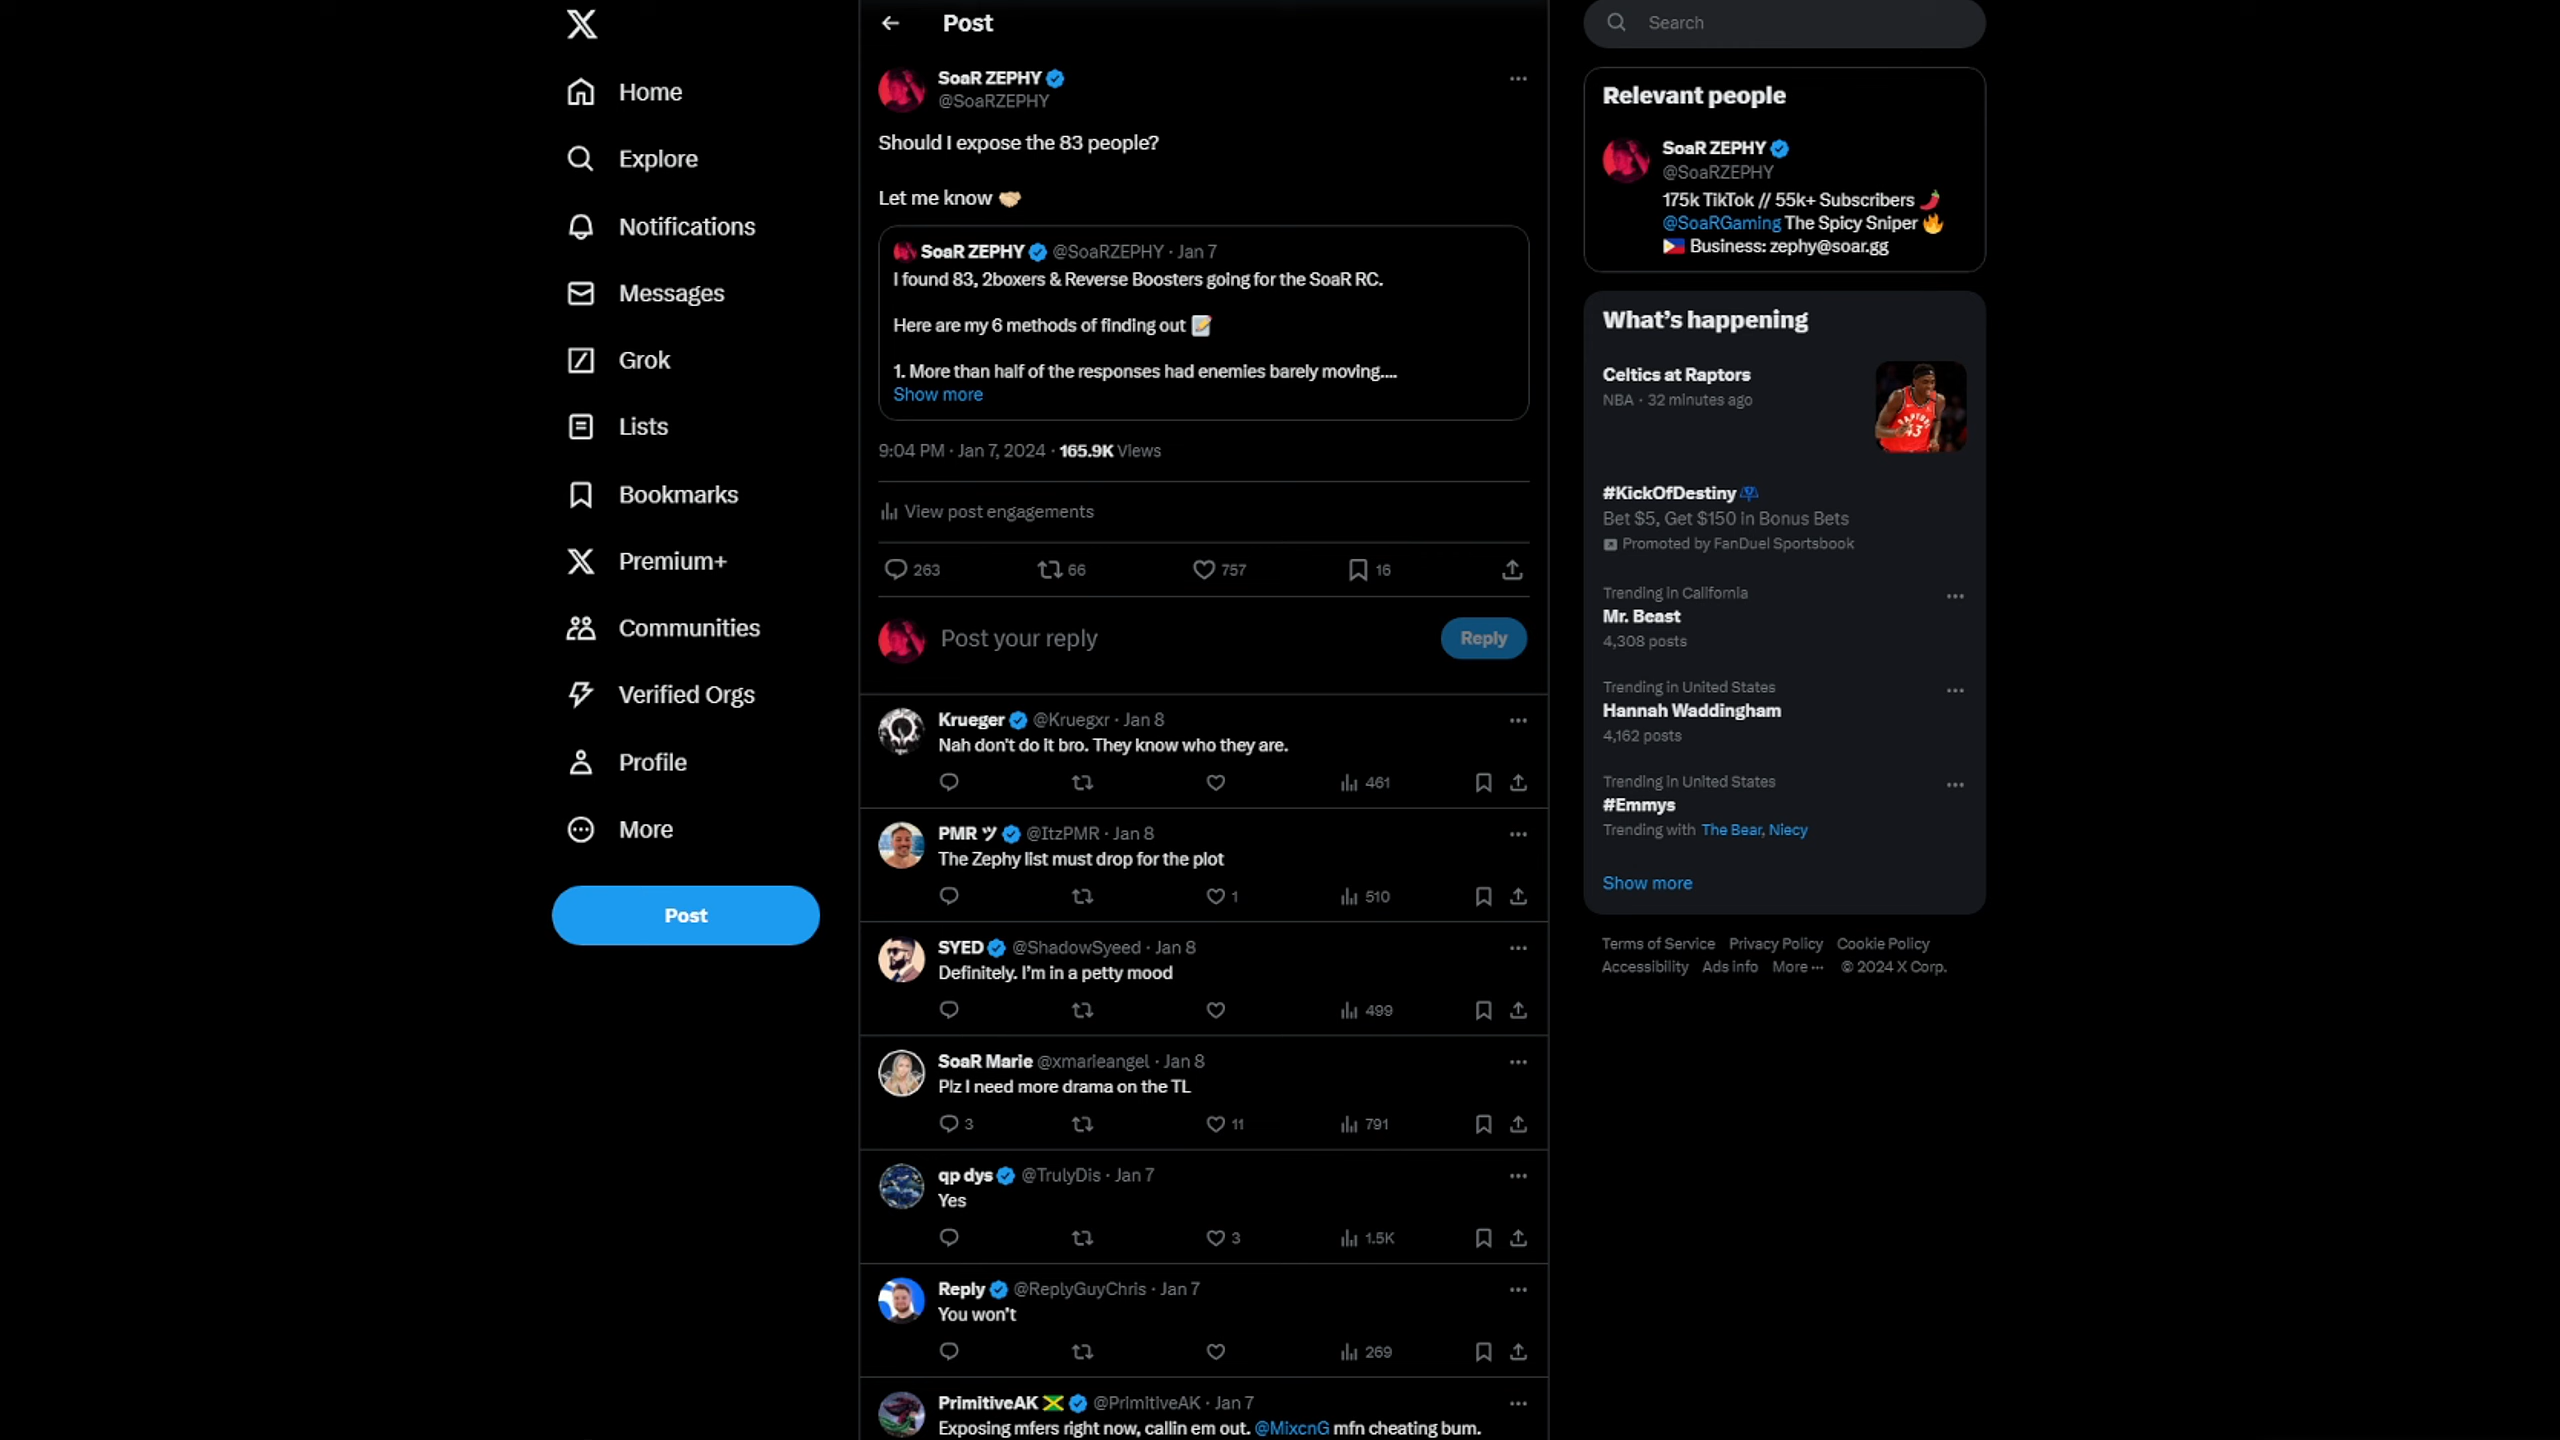 Home
Explore
Notifications
Messages
Grok
Lists
Bookmarks
Premium+
Communities
Verified Orgs
Profile
More
Post
Post
SoaR ZEPHY
@SoaRZEPHY
Should I expose the 83 people?
Let me know 🤝🏻
SoaR ZEPHY @SoaRZEPHY · Jan 7
I found 83, 2boxers & Reverse Boosters going for the SoaR RC.
Here are my 6 methods of finding out 📝
1. More than half of the responses had enemies barely moving....
Show more
9:04 PM · Jan 7, 2024 · 165.9K Views
View post engagements
263 66 757 16
Post your reply
Reply
Krueger @Kruegxr · Jan 8
Nah don't do it bro. They know who they are.
461
PMR ツ @ItzPMR · Jan 8
The Zephy list must drop for the plot
1 510
SYED @ShadowSyeed · Jan 8
Definitely. I'm in a petty mood
499
SoaR Marie @xmarieangel · Jan 8
Plz I need more drama on the TL
3 11 791
qp dys @TrulyDis · Jan 7
Yes
3 1.5K
Reply @ReplyGuyChris · Jan 7
You won't
269
PrimitiveAK 🇯🇲 @PrimitiveAK · Jan 7
Exposing mfers right now, callin em out. @MixcnG mfn cheating bum.
Search
Relevant people
SoaR ZEPHY
@SoaRZEPHY
175k TikTok // 55k+ Subscribers 🌶️
@SoaRGaming The Spicy Sniper 🔥
🇵🇭 Business: zephy@soar.gg
What's happening
Celtics at Raptors
NBA · 32 minutes ago
RAPTORS
43
#KickOfDestiny
Bet $5, Get $150 in Bonus Bets
Promoted by FanDuel Sportsbook
Trending in California
Mr. Beast
4,308 posts
Trending in United States
Hannah Waddingham
4,162 posts
Trending in United States
#Emmys
Trending with The Bear, Niecy
Show more
Terms of Service Privacy Policy Cookie Policy
Accessibility Ads info More ··· © 2024 X Corp.